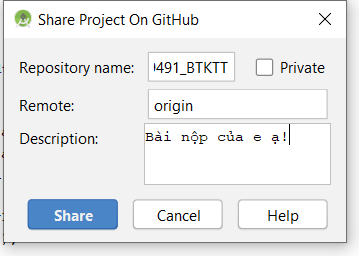 Share Project On GitHub
Repository name: 491_BTKTT Private
Remote: origin
Description: Bài nộp của e ạ!
Share Cancel Help